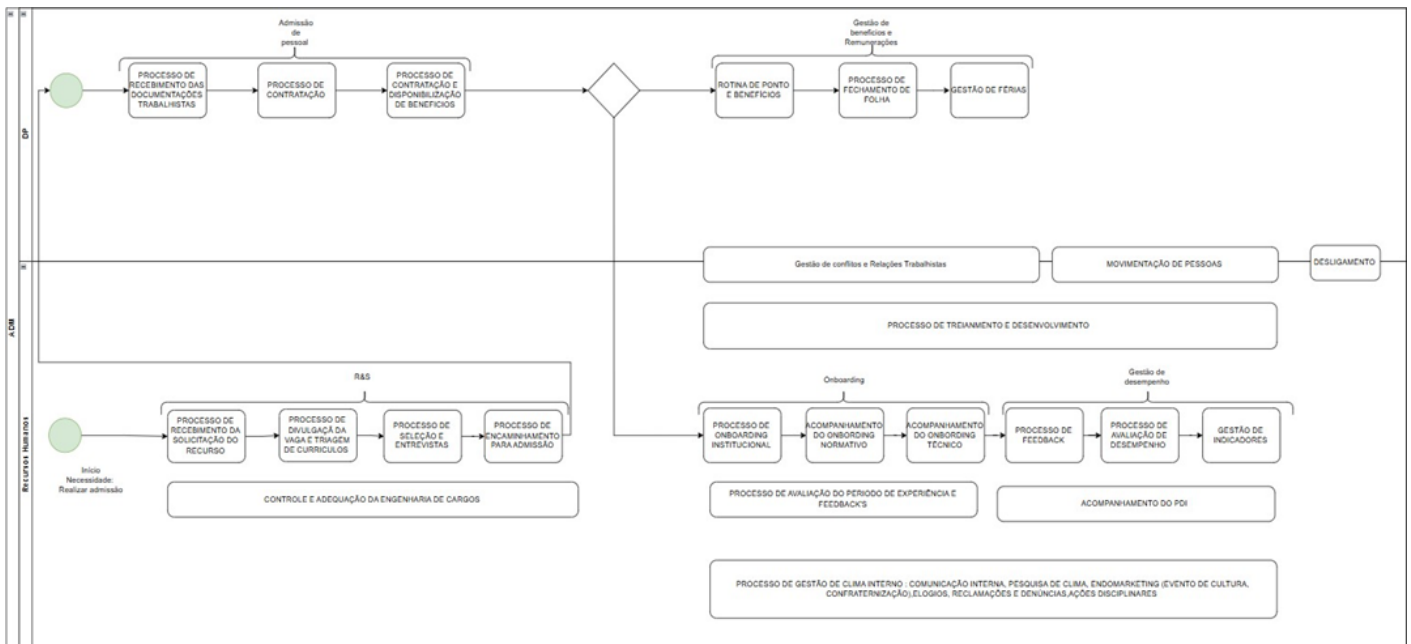 ADM
DP
Admissão
de
pessoal
PROCESSO DE
RECEBIMENTO DAS
DOCUMENTAÇÕES
TRABALHISTAS
PROCESSO DE
CONTRATAÇÃO
PROCESSO DE
CONTRATAÇÃO E
DISPONIBILIZAÇÃO
DE BENEFICIOS
Gestão de
beneficios e
Remunerações
ROTINA DE PONTO
E BENEFÍCIOS
PROCESSO DE
FECHAMENTO DE
FOLHA
GESTÃO DE FÉRIAS
Gestão de conflitos e Relações Trabalhistas
MOVIMENTAÇÃO DE PESSOAS
DESLIGAMENTO
Recursos Humanos
PROCESSO DE TREIANMENTO E DESENVOLVIMENTO
R&S
Início
Necessidade:
Realizar admissão
PROCESSO DE
RECEBIMENTO DA
SOLICITAÇÃO DO
RECURSO
PROCESSO DE
DIVULGAÇÃ DA
VAGA E TRIAGEM
DE CURRICULOS
PROCESSO DE
SELEÇÃO E
ENTREVISTAS
PROCESSO DE
ENCAMINHAMENTO
PARA ADMISSÃO
CONTROLE E ADEQUAÇÃO DA ENGENHARIA DE CARGOS
Onboarding
PROCESSO DE
ONBOARDING
INSTITUCIONAL
ACOMPANHAMENTO
DO ONBORDING
NORMATIVO
ACOMPANHAMENTO
DO ONBORDING
TÉCNICO
Gestão de
desempenho
PROCESSO DE
FEEDBACK
PROCESSO DE
AVALIAÇÃO DE
DESEMPENHO
GESTÃO DE
INDICADORES
PROCESSO DE AVALIAÇÃO DO PERIODO DE EXPERIÊNCIA E
FEEDBACK'S
ACOMPANHAMENTO DO PDI
PROCESSO DE GESTÃO DE CLIMA INTERNO : COMUNICAÇÃO INTERNA, PESQUISA DE CLIMA, ENDOMARKETING (EVENTO DE CULTURA,
CONFRATERNIZAÇÃO),ELOGIOS, RECLAMAÇÕES E DENÚNCIAS,AÇÕES DISCIPLINARES